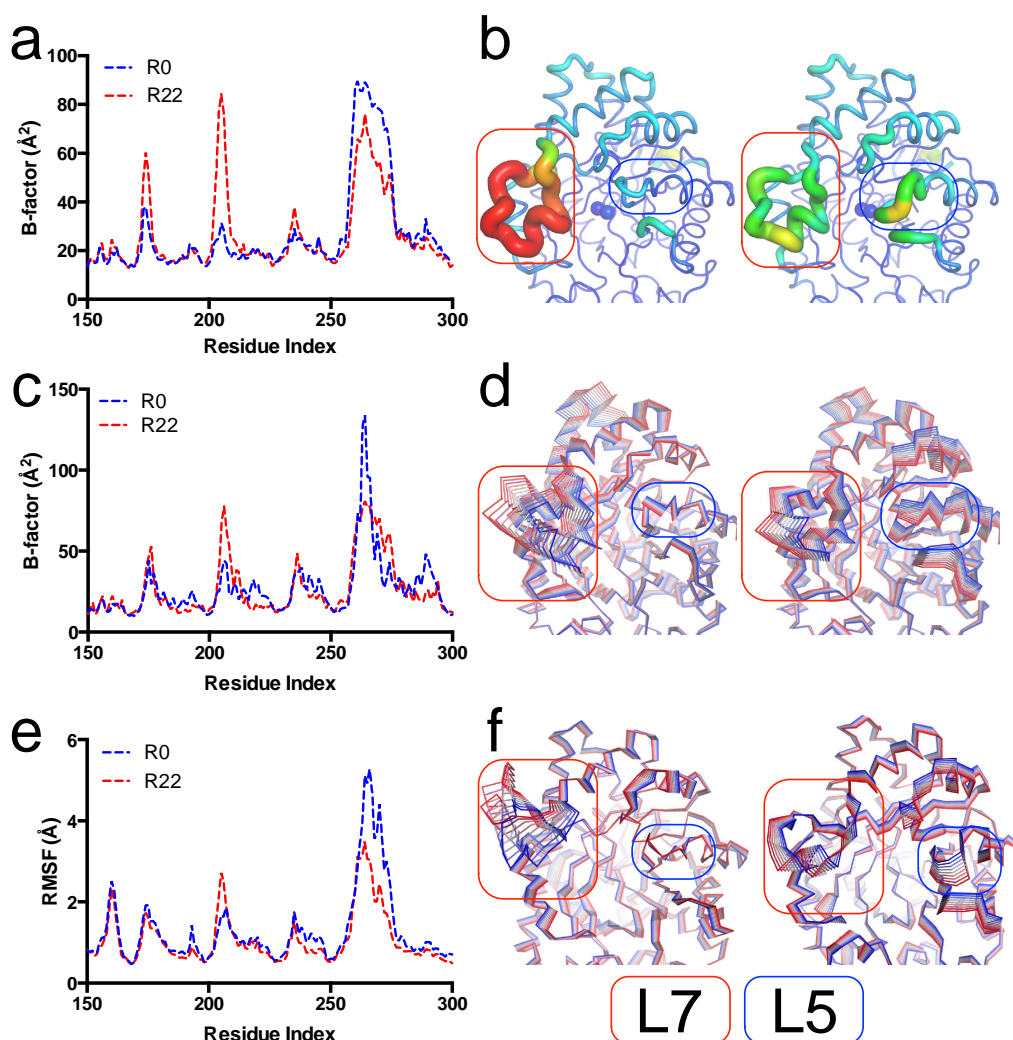 a
b
100
80
60
40
20
0
B-factor (Å²)
R0
R22
150
200
250
300
Residue Index
c
d
150
100
50
0
B-factor (Å²)
R0
R22
150
200
250
300
Residue Index
e
f
6
4
2
0
RMSF (Å)
R0
R22
150
200
250
300
Residue Index
L7
L5